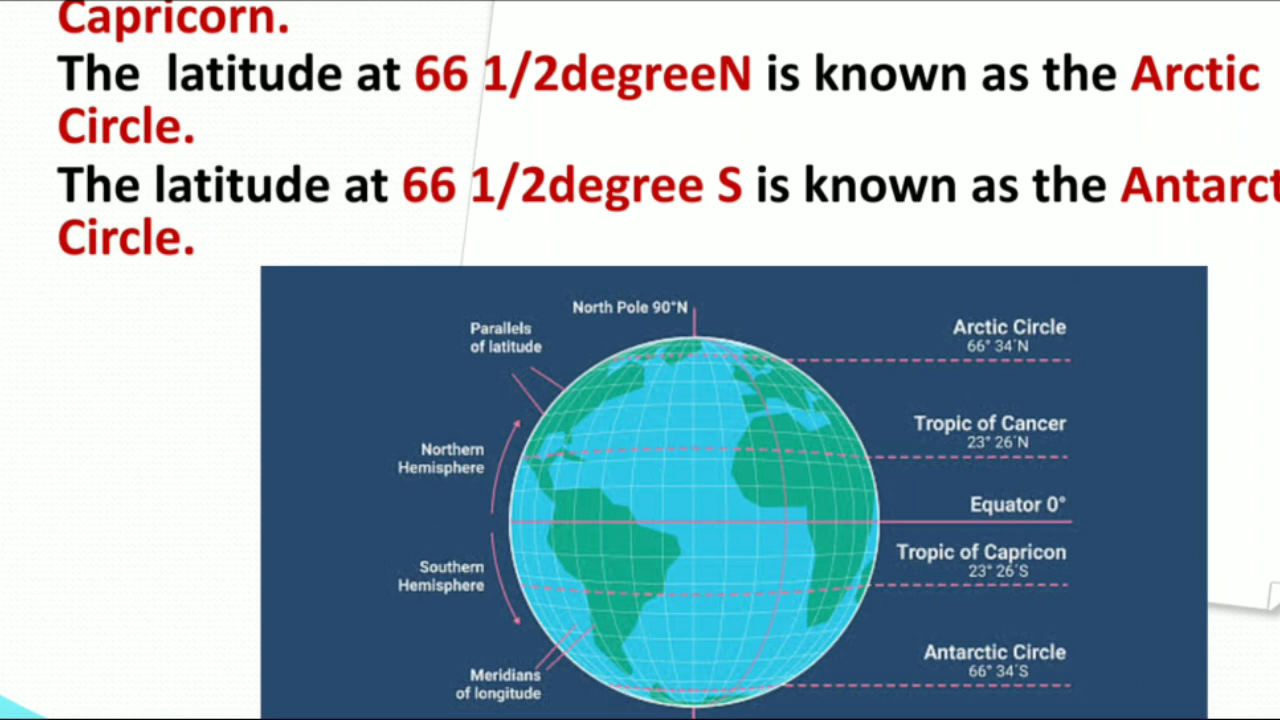 Capricorn.
The latitude at 66 1/2degreeN is known as the Arctic
Circle.
The latitude at 66 1/2degree S is known as the Antarct
Circle.
North Pole 90°N
Parallels
of latitude
Arctic Circle
66° 34´N
Tropic of Cancer
23° 26´N
Northern
Hemisphere
Equator 0°
Tropic of Capricon
23° 26´S
Southern
Hemisphere
Antarctic Circle
66° 34´S
Meridians
of longitude